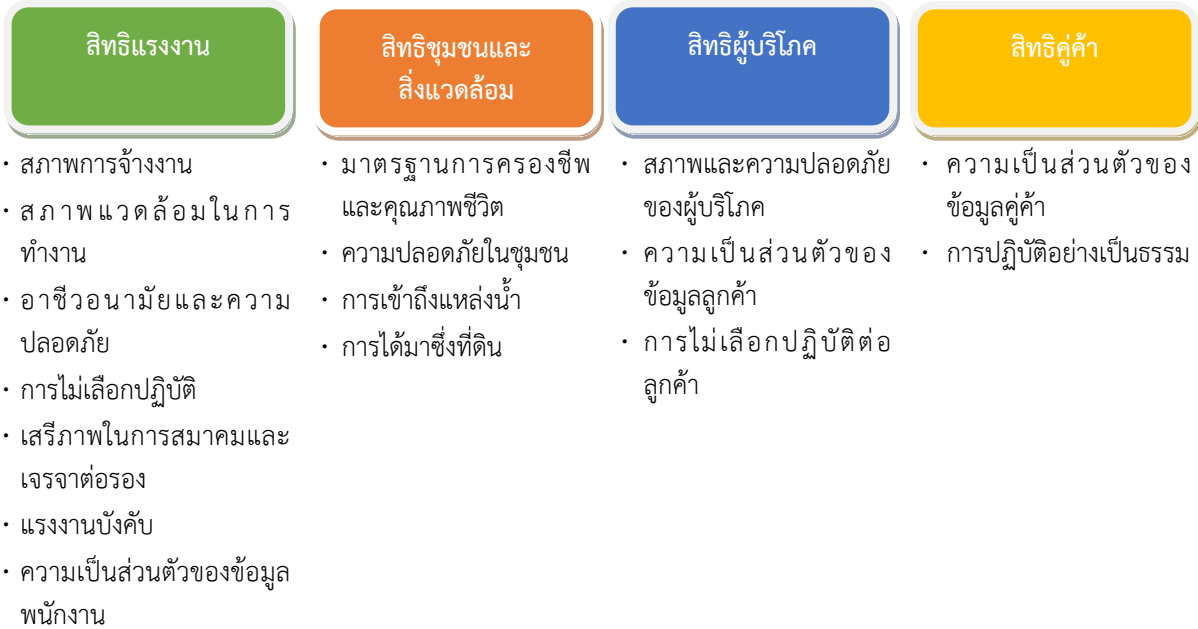 สิทธิแรงงาน
· สภาพการจ้างงาน
· สภาพแวดล้อมในการ
ทำงาน
· อาชีวอนามัยและความ
ปลอดภัย
· การไม่เลือกปฏิบัติ
· เสรีภาพในการสมาคมและ
เจรจาต่อรอง
· แรงงานบังคับ
· ความเป็นส่วนตัวของข้อมูล
พนักงาน
สิทธิชุมชนและ
สิ่งแวดล้อม
· มาตรฐานการครองชีพ
และคุณภาพชีวิต
· ความปลอดภัยในชุมชน
· การเข้าถึงแหล่งน้ำ
· การได้มาซึ่งที่ดิน
สิทธิผู้บริโภค
· สภาพและความปลอดภัย
ของผู้บริโภค
· ความเป็นส่วนตัวของ
ข้อมูลลูกค้า
· การไม่เลือกปฏิบัติต่อ
ลูกค้า
สิทธิคู่ค้า
· ความเป็นส่วนตัวของ
ข้อมูลคู่ค้า
· การปฏิบัติอย่างเป็นธรรม